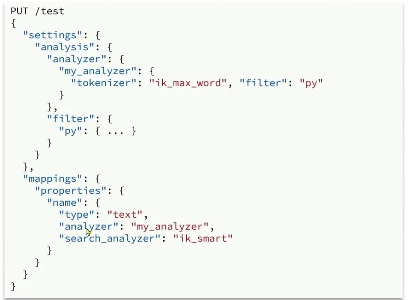 PUT /test
{
  "settings": {
    "analysis": {
      "analyzer": {
        "my_analyzer": {
          "tokenizer": "ik_max_word", "filter": "py"
        }
      },
      "filter": {
        "py": { ... }
      }
    }
  },
  "mappings": {
    "properties": {
      "name": {
        "type": "text",
        "analyzer": "my_analyzer",
        "search_analyzer": "ik_smart"
      }
    }
  }
}